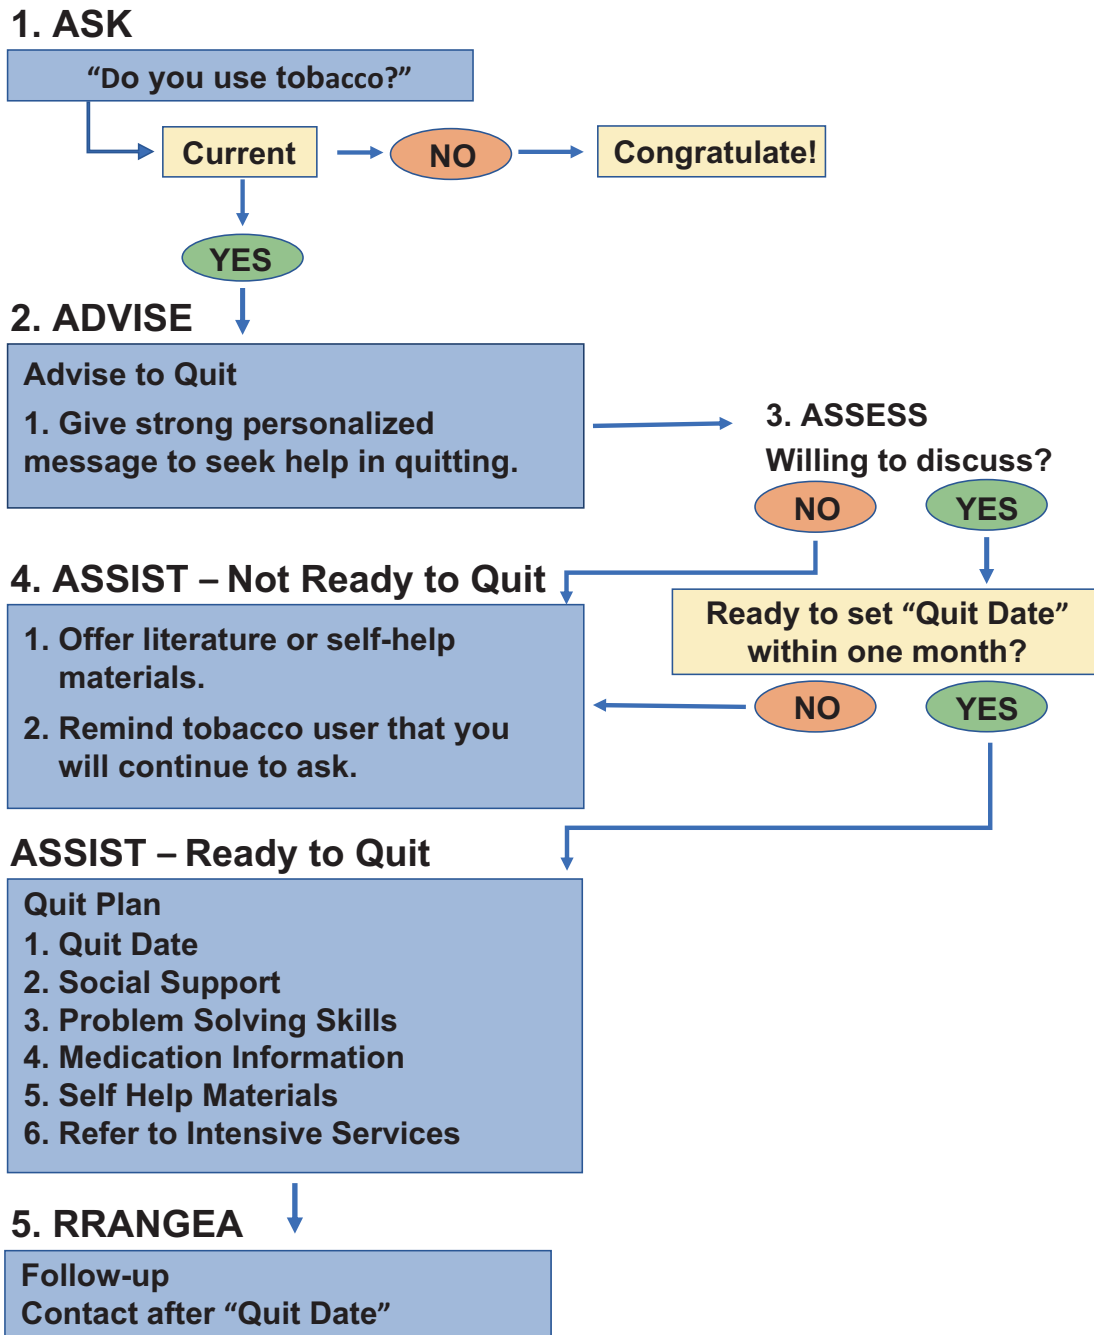 1. ASK
“Do you use tobacco?”
Current
NO
Congratulate!
YES
2. ADVISE
Advise to Quit
1. Give strong personalized
message to seek help in quitting.
3. ASSESS
Willing to discuss?
NO
YES
4. ASSIST – Not Ready to Quit
1. Offer literature or self-help
materials.
2. Remind tobacco user that you
will continue to ask.
Ready to set “Quit Date”
within one month?
NO
YES
ASSIST – Ready to Quit
Quit Plan
1. Quit Date
2. Social Support
3. Problem Solving Skills
4. Medication Information
5. Self Help Materials
6. Refer to Intensive Services
5. RRANGEA
Follow-up
Contact after “Quit Date”